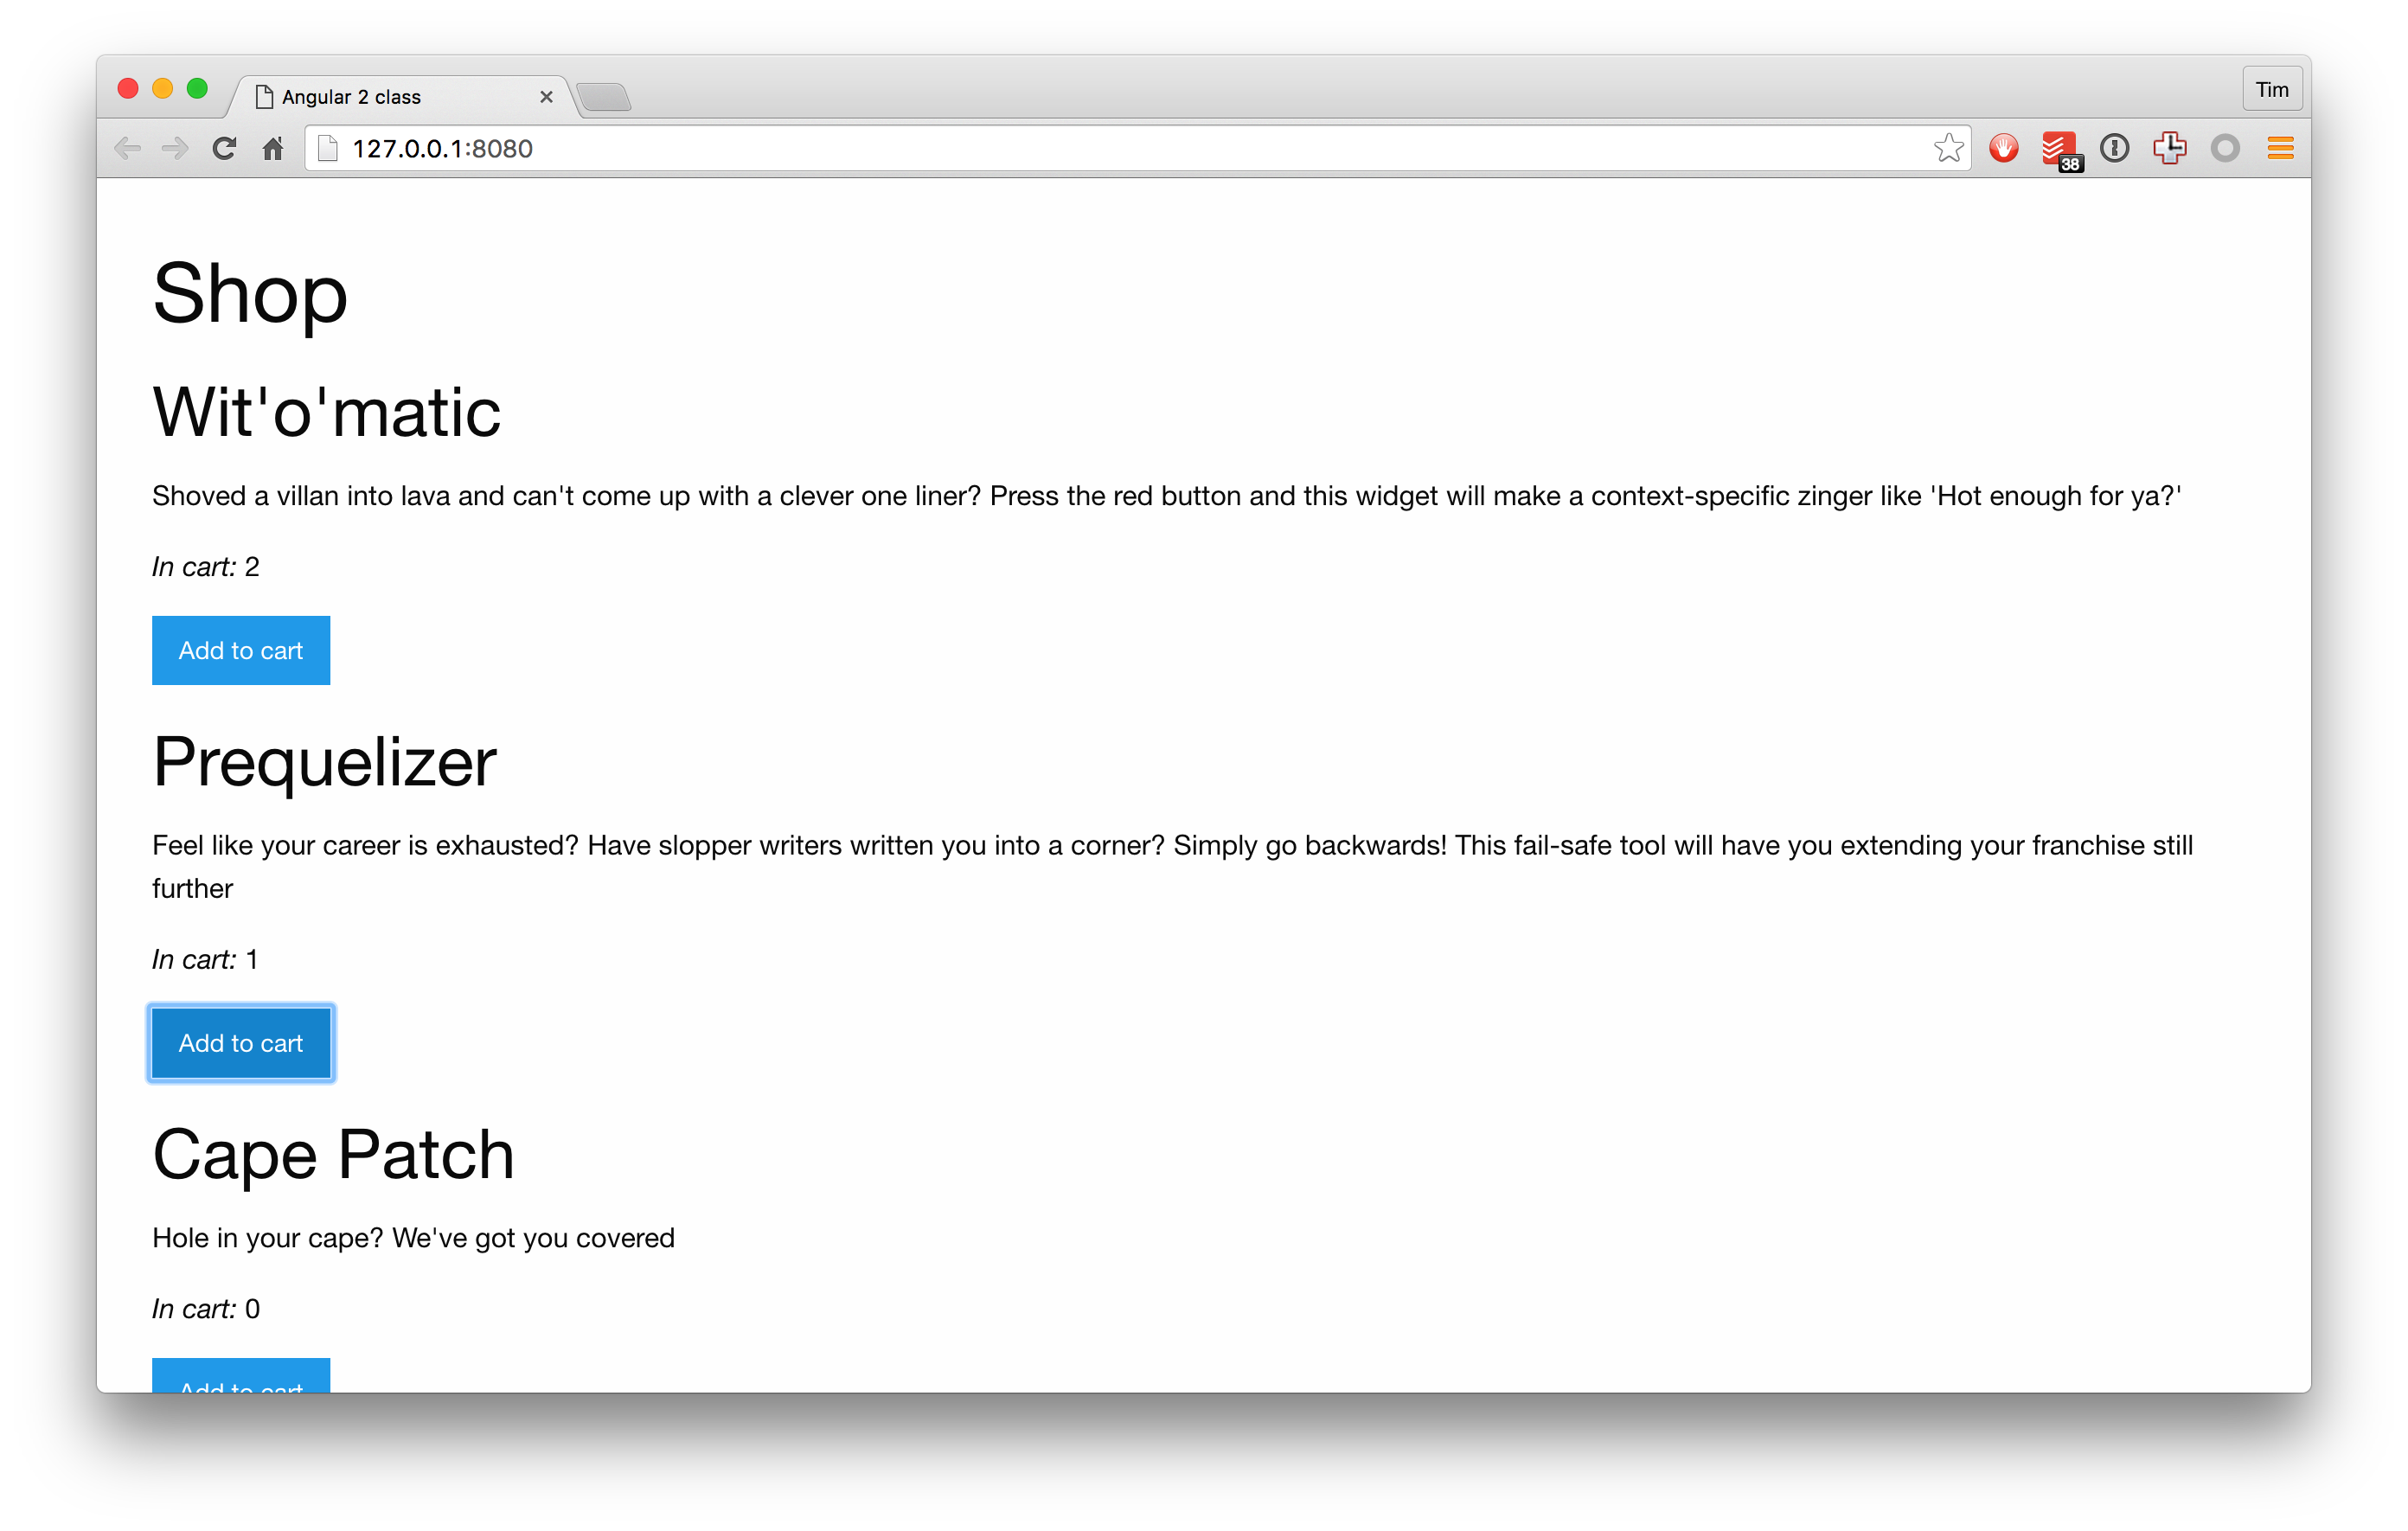 Angular 2 class
Tim
127.0.0.1:8080
38
Shop
Wit'o'matic
Shoved a villan into lava and can't come up with a clever one liner? Press the red button and this widget will make a context-specific zinger like 'Hot enough for ya?'
In cart: 2
Add to cart
Prequelizer
Feel like your career is exhausted? Have slopper writers written you into a corner? Simply go backwards! This fail-safe tool will have you extending your franchise still
further
In cart: 1
Add to cart
Cape Patch
Hole in your cape? We've got you covered
In cart: 0
Add to cart